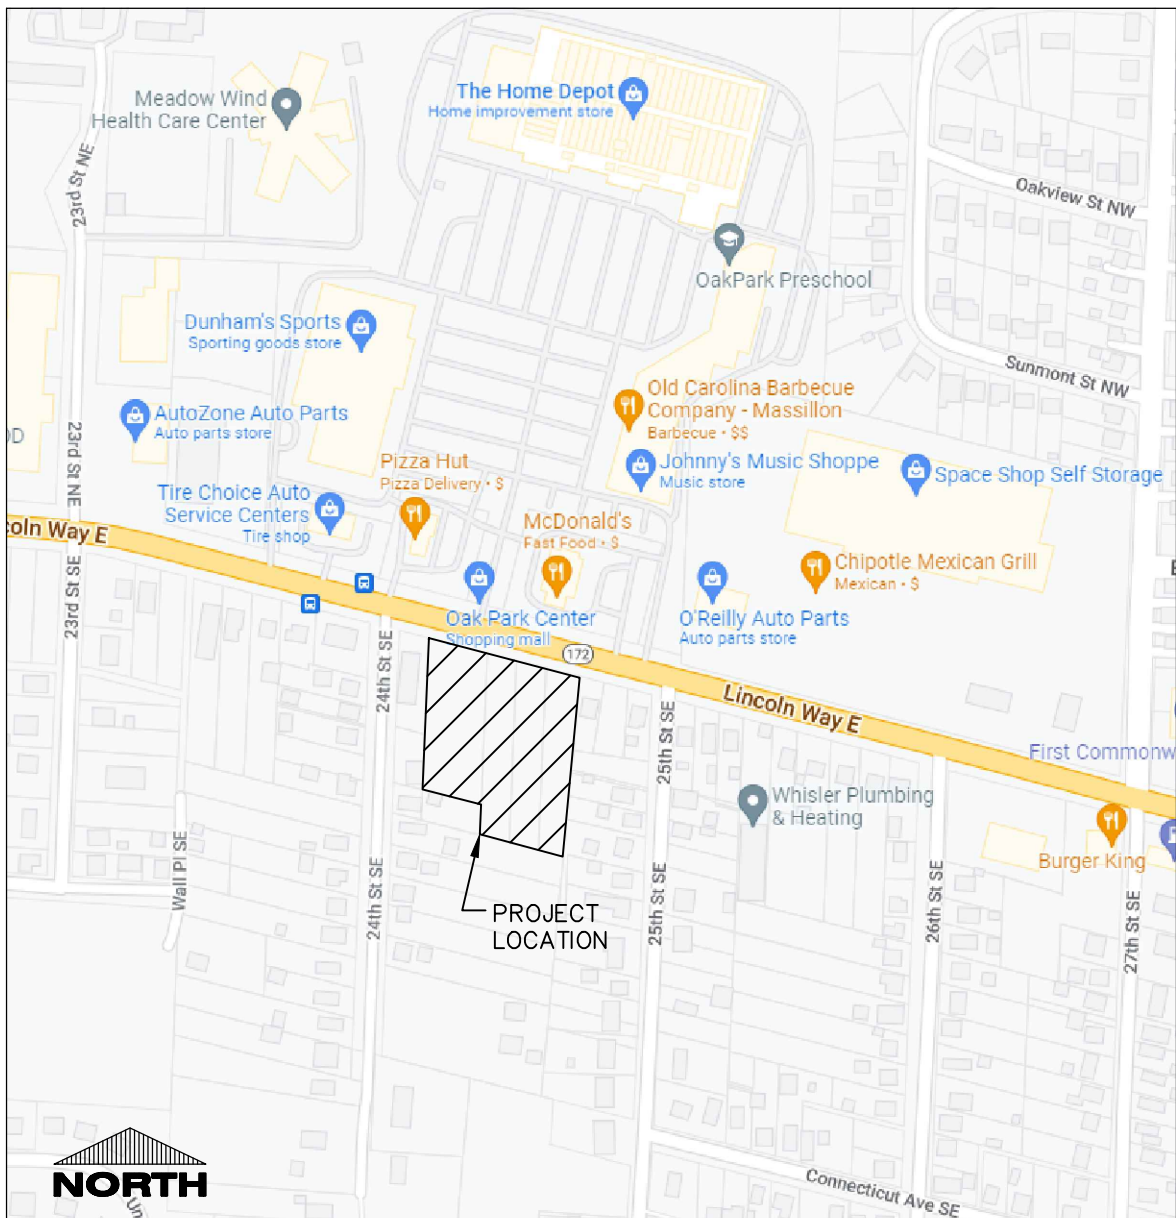 Meadow Wind
Health Care Center
The Home Depot
Home improvement store
23rd St NE
Oakview St NW
OakPark Preschool
Dunham's Sports
Sporting goods store
Sunmont St NW
Old Carolina Barbecue
Company - Massillon
Barbecue • $$
AutoZone Auto Parts
Auto parts store
OD
23rd St NE
Pizza Hut
Pizza Delivery • $
Johnny's Music Shoppe
Music store
Space Shop Self Storage
Tire Choice Auto
Service Centers
Tire shop
McDonald's
Fast Food • $
coln Way E
Chipotle Mexican Grill
Mexican • $
23rd St SE
Oak Park Center
Shopping mall
O'Reilly Auto Parts
Auto parts store
24th St SE
172
Lincoln Way E
25th St SE
First Commonw
Whisler Plumbing
& Heating
Burger King
Wall Pl SE
24th St SE
25th St SE
26th St SE
27th St SE
PROJECT
LOCATION
NORTH
Connecticut Ave SE
Un